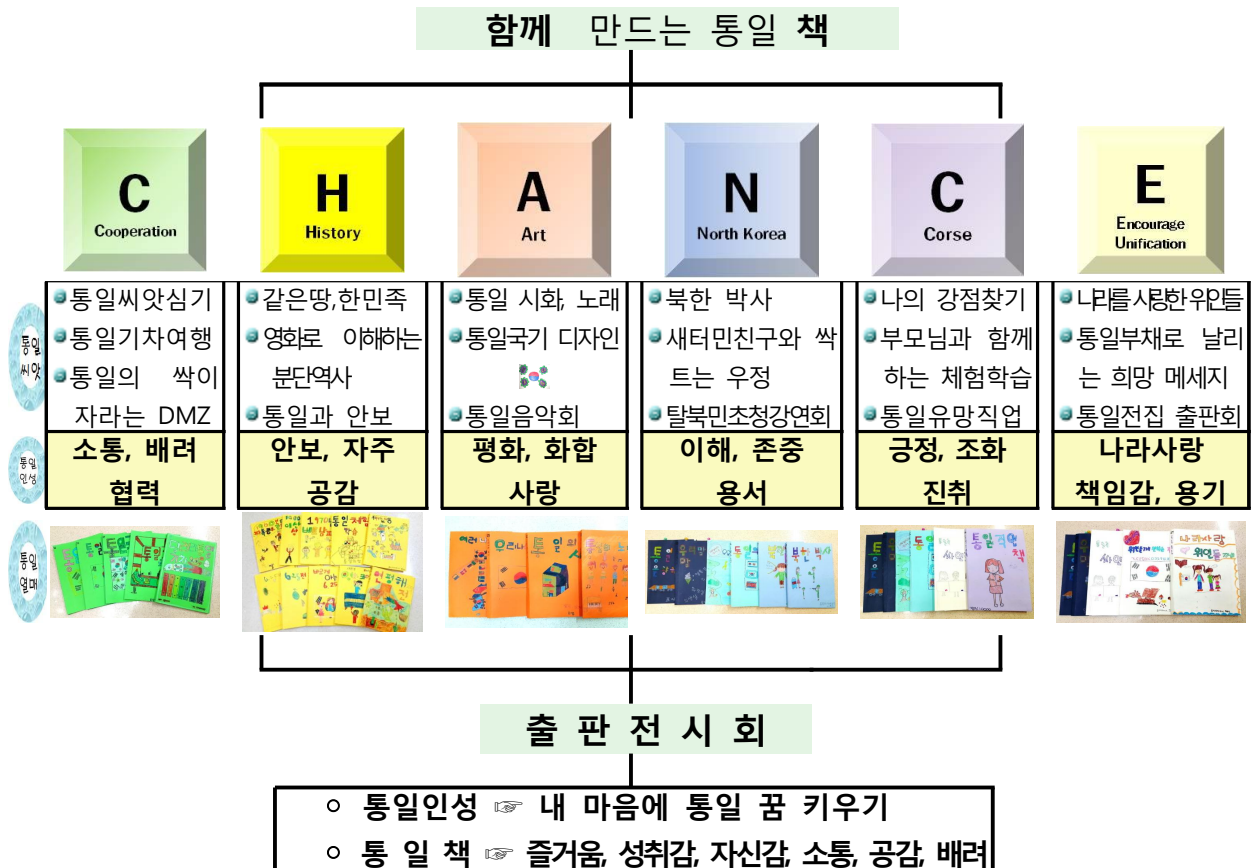 함께 만드는 통일 책
C
Cooperation
H
History
A
Art
N
North Korea
C
Corse
E
Encourage
Unification
통일
씨앗
통일씨앗심기
통일기차여행
통일의 싹이
자라는 DMZ
같은땅,한민족
영화로 이해하는
분단역사
통일과 안보
통일 시화, 노래
통일국기 디자인
통일음악회
북한 박사
새터민친구와 싹
트는 우정
탈북민초청강연회
나의 강점찾기
부모님과 함께
하는 체험학습
통일유망직업
나라를사랑한위인들
통일부채로 날리
는 희망 메세지
통일전집 출판회
통일
인성
소통, 배려
협력
안보, 자주
공감
평화, 화합
사랑
이해, 존중
용서
긍정, 조화
진취
나라사랑
책임감, 용기
통일
열매
출 판 전 시 회
○ 통일인성 ☞ 내 마음에 통일 꿈 키우기
○ 통 일 책 ☞ 즐거움, 성취감, 자신감, 소통, 공감, 배려